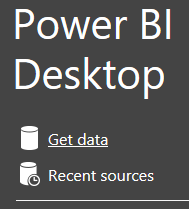 Power BI
Desktop
Get data
Recent sources